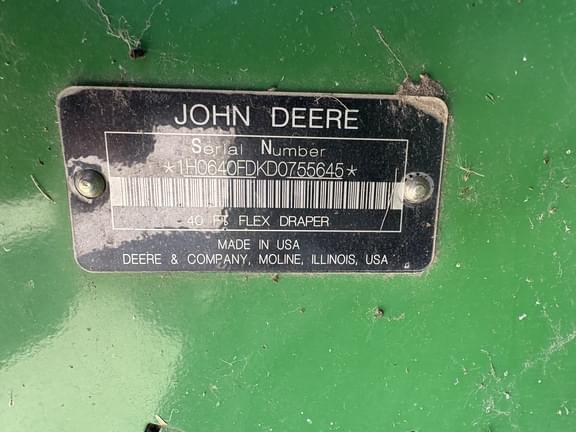 JOHN DEERE
Serial Number
*1H0640FDKD0755645*
40 FT FLEX DRAPER
MADE IN USA
DEERE & COMPANY, MOLINE, ILLINOIS, USA